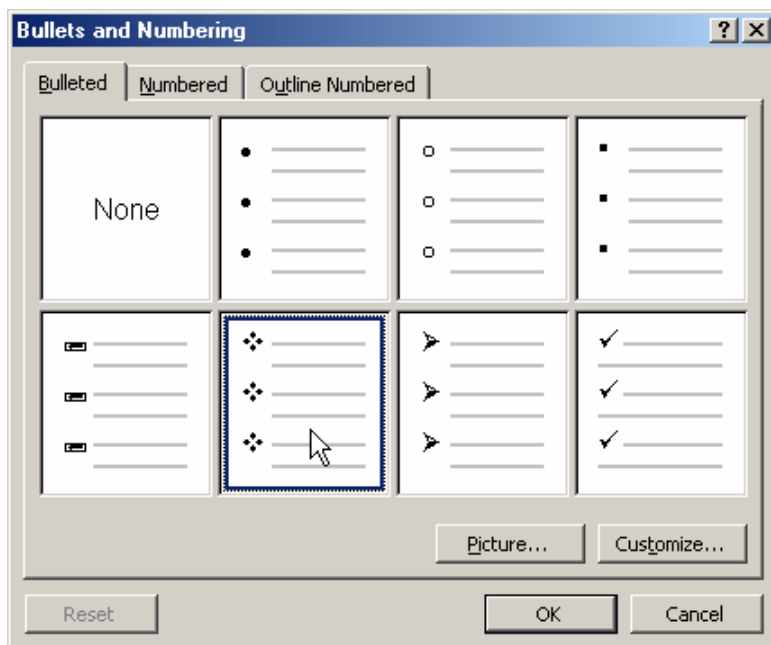 Bullets and Numbering
Bulleted Numbered Outline Numbered
None
Picture... Customize...
Reset OK Cancel